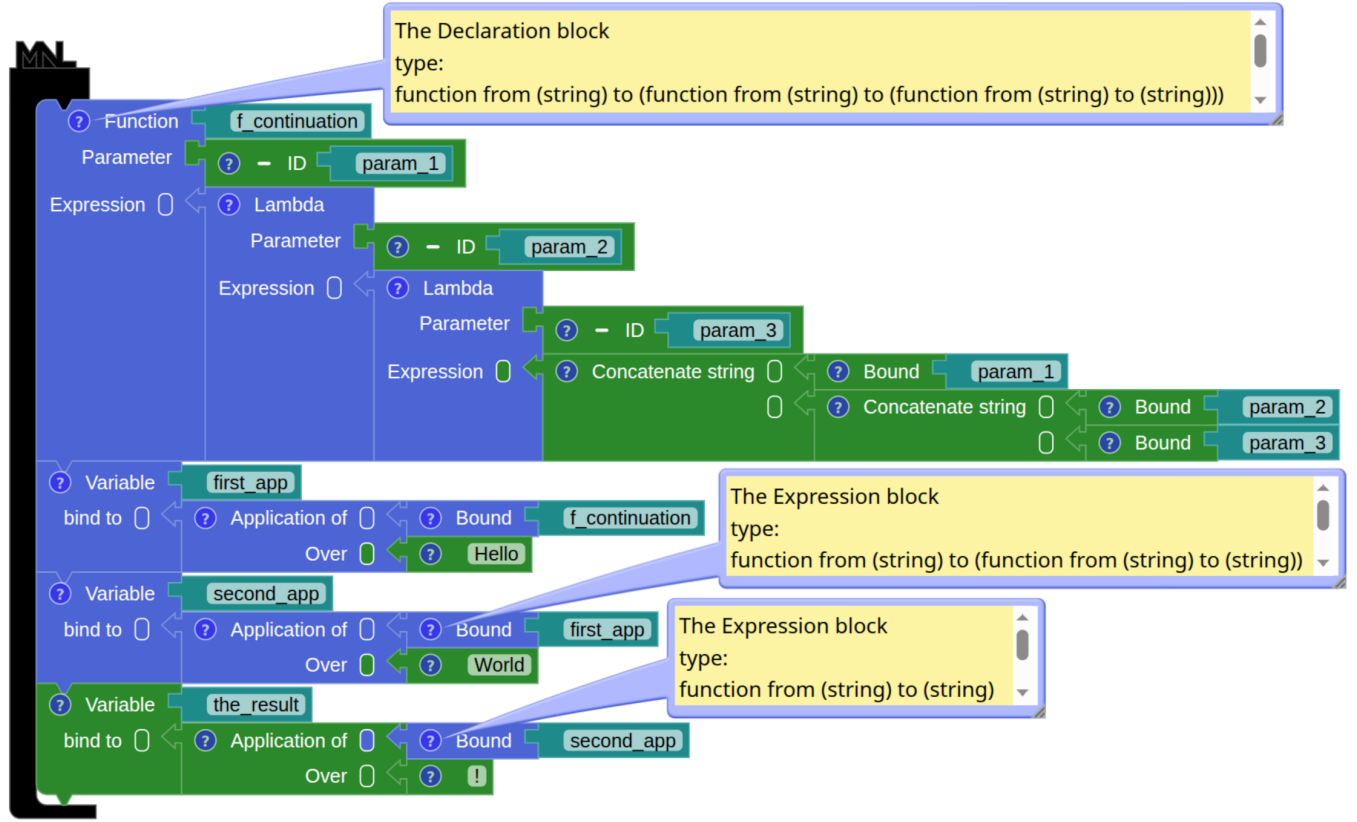 The Declaration block
type:
function from (string) to (function from (string) to (function from (string) to (string)))
MNL
? Function f_continuation
Parameter ? − ID param_1
Expression ? Lambda
Parameter ? − ID param_2
Expression ? Lambda
Parameter ? − ID param_3
Expression ? Concatenate string ? Bound param_1
? Concatenate string ? Bound param_2
? Bound param_3
? Variable first_app
bind to ? Application of ? Bound f_continuation
Over ? Hello
The Expression block
type:
function from (string) to (function from (string) to (string))
? Variable second_app
bind to ? Application of ? Bound first_app
Over ? World
The Expression block
type:
function from (string) to (string)
? Variable the_result
bind to ? Application of ? Bound second_app
Over ? !